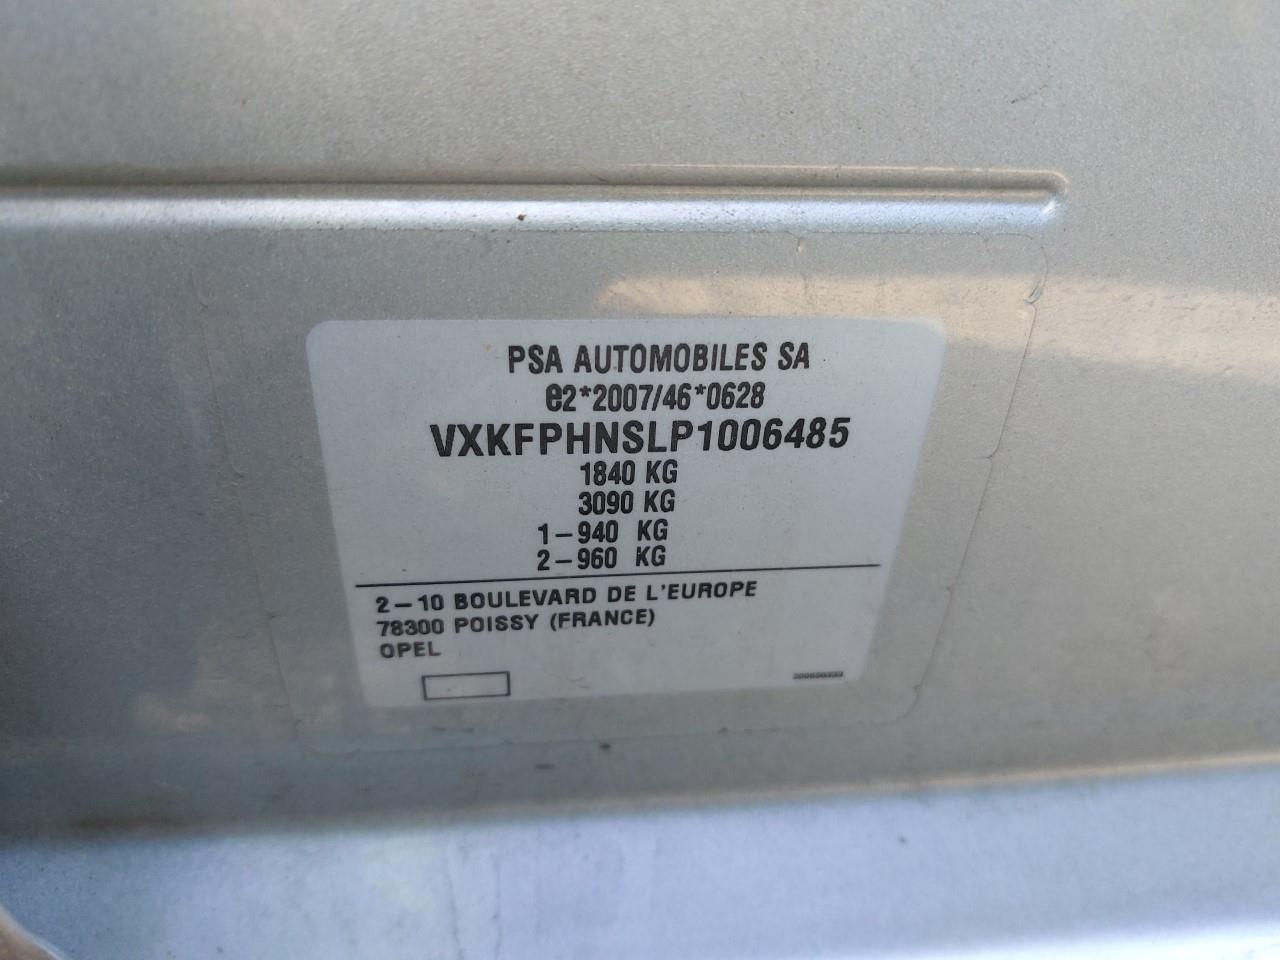 PSA AUTOMOBILES SA
e2*2007/46*0628
VXKFPHNSLP1006485
1840 KG
3090 KG
1-940 KG
2-960 KG
2-10 BOULEVARD DE L'EUROPE
78300 POISSY (FRANCE)
OPEL